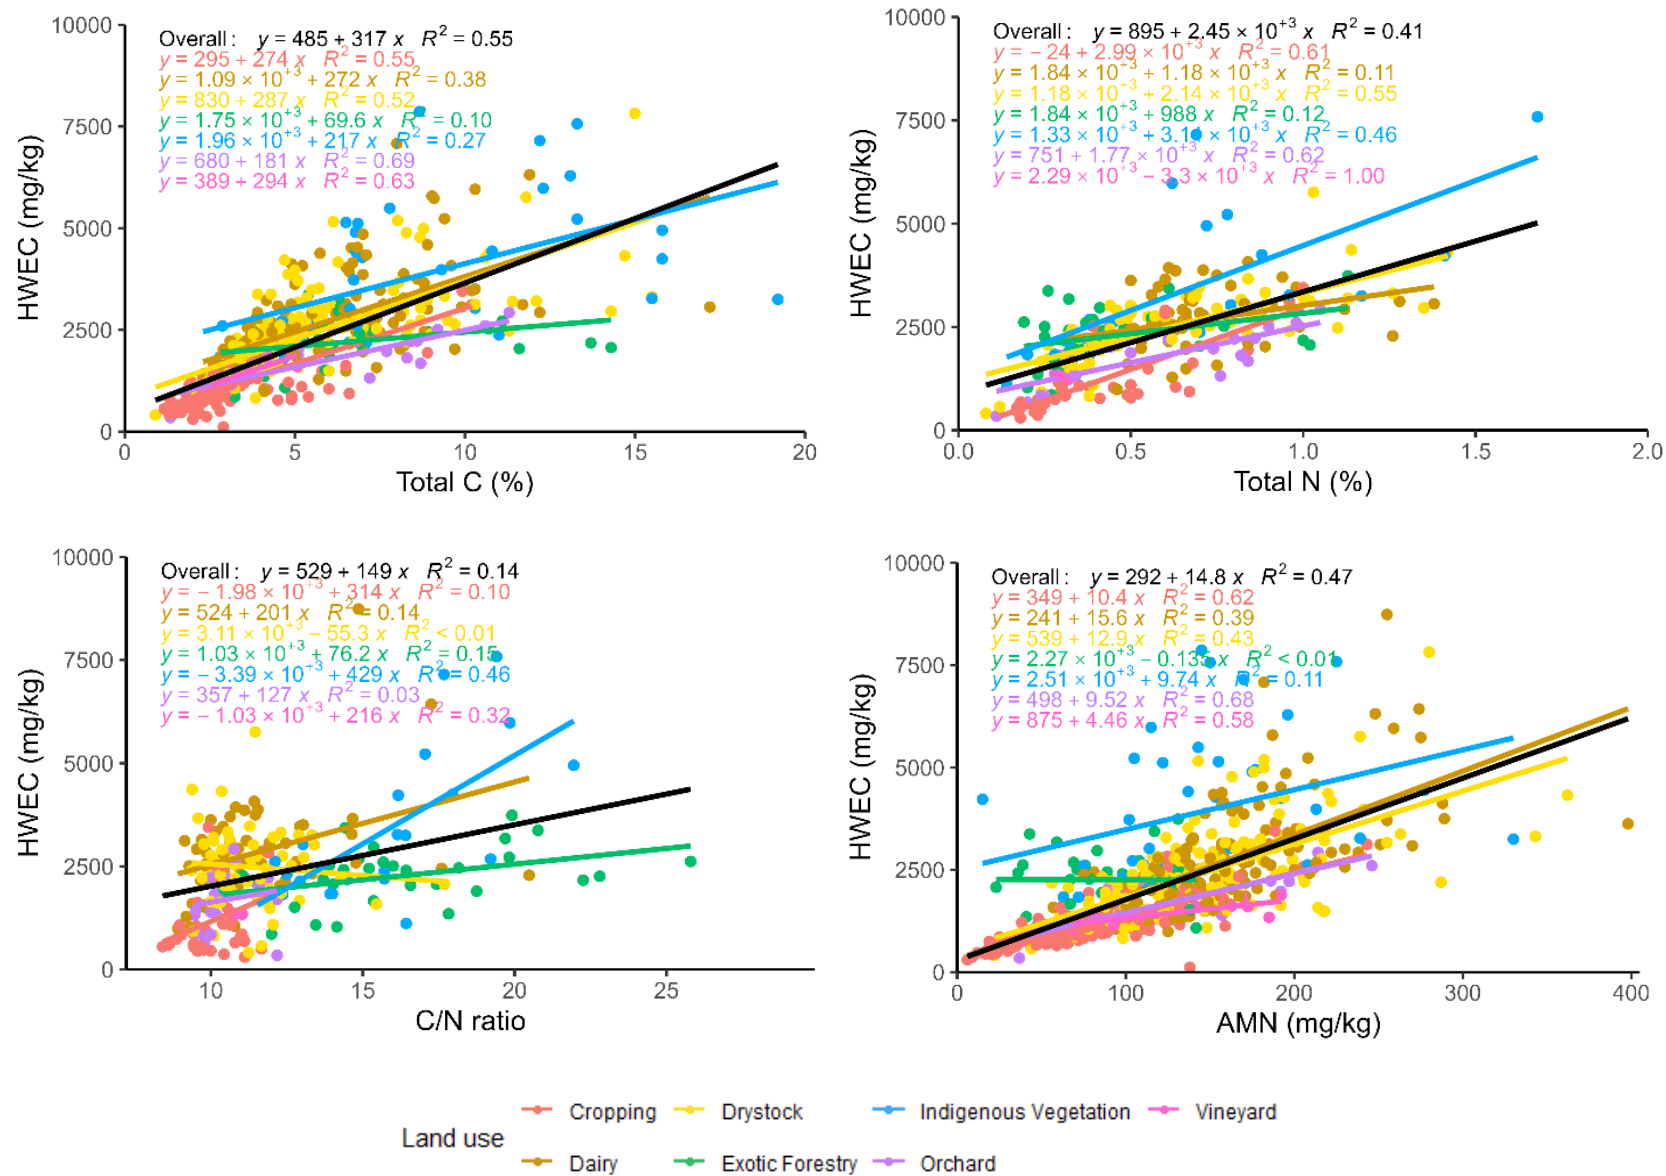 10000
7500
5000
2500
0
HWEC (mg/kg)
Overall : y = 485 + 317 x R² = 0.55
y = 295 + 274 x R² = 0.55
y = 1.09 × 10⁺³ + 272 x R² = 0.38
y = 830 + 287 x R² = 0.52
y = 1.75 × 10⁺³ + 69.6 x R² = 0.10
y = 1.96 × 10⁺³ + 217 x R² = 0.27
y = 680 + 181 x R² = 0.69
y = 389 + 294 x R² = 0.63
0 5 10 15 20
Total C (%)
10000
7500
5000
2500
0
HWEC (mg/kg)
Overall : y = 895 + 2.45 × 10⁺³ x R² = 0.41
y = − 24 + 2.99 × 10⁺³ x R² = 0.61
y = 1.84 × 10⁺³ + 1.18 × 10⁺³ x R² = 0.11
y = 1.18 × 10⁺³ + 2.14 × 10⁺³ x R² = 0.55
y = 1.84 × 10⁺³ + 988 x R² = 0.12
y = 1.33 × 10⁺³ + × 10⁺³ x R² = 0.46
y = 751 + 1.77 × 10⁺³ x R² = 0.62
y = 2.29 × 10⁺³ − 3.3 × 10⁺³ x R² = 1.00
0.0 0.5 1.0 1.5 2.0
Total N (%)
10000
7500
5000
2500
0
HWEC (mg/kg)
Overall : y = 529 + 149 x R² = 0.14
y = − 1.98 × 10⁺³ + 314 x R² = 0.10
y = 524 + 201 x R² = 0.14
y = 3.11 × 10⁺³ − 55.3 x R² < 0.01
y = 1.03 × 10⁺³ + 76.2 x R² = 0.15
y = − 3.39 × 10⁺³ + 429 x R² = 0.46
y = 357 + 127 x R² = 0.03
y = − 1.03 × 10⁺³ + 216 x R² = 0.32
10 15 20 25
C/N ratio
10000
7500
5000
2500
0
HWEC (mg/kg)
Overall : y = 292 + 14.8 x R² = 0.47
y = 349 + 10.4 x R² = 0.62
y = 241 + 15.6 x R² = 0.39
y = 539 + 12.9 x R² = 0.43
y = 2.27 × 10⁺³ − 0.135 x R² < 0.01
y = 2.51 × 10⁺³ + 9.74 x R² = 0.11
y = 498 + 9.52 x R² = 0.68
y = 875 + 4.46 x R² = 0.58
0 100 200 300 400
AMN (mg/kg)
Land use
Cropping Drystock Indigenous Vegetation Vineyard
Dairy Exotic Forestry Orchard